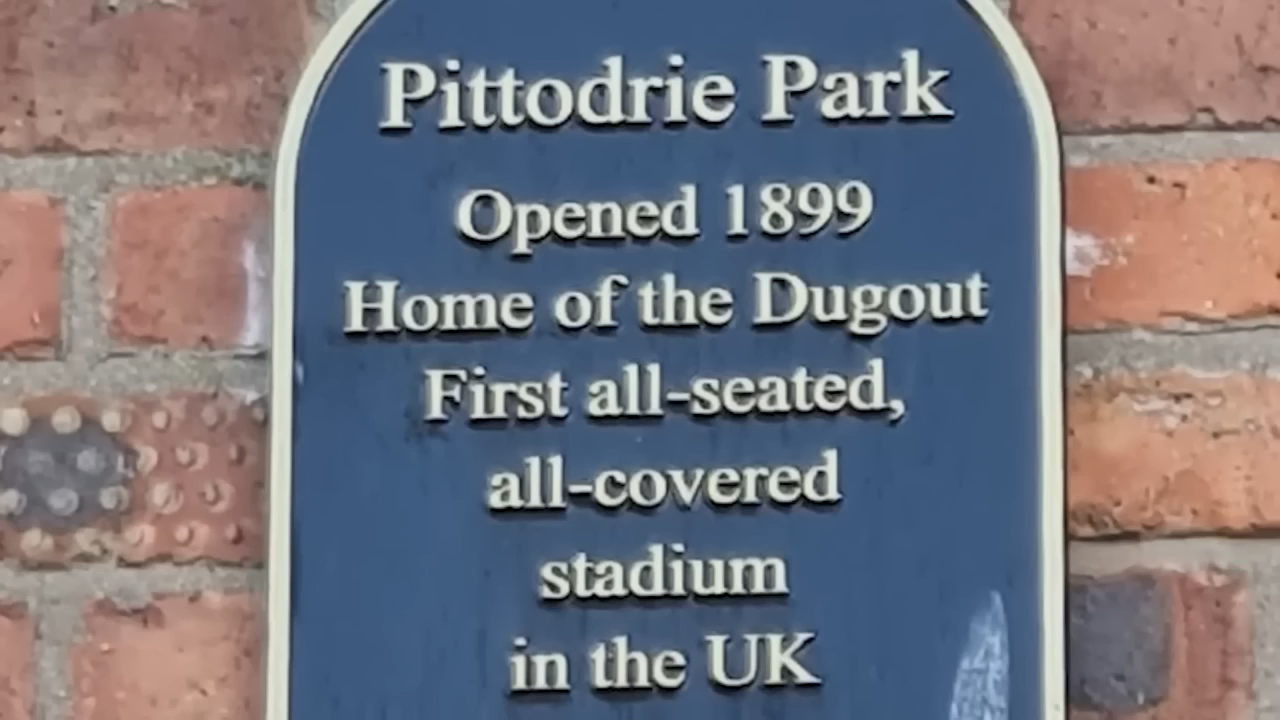 Pittodrie Park
Opened 1899
Home of the Dugout
First all-seated,
all-covered
stadium
in the UK